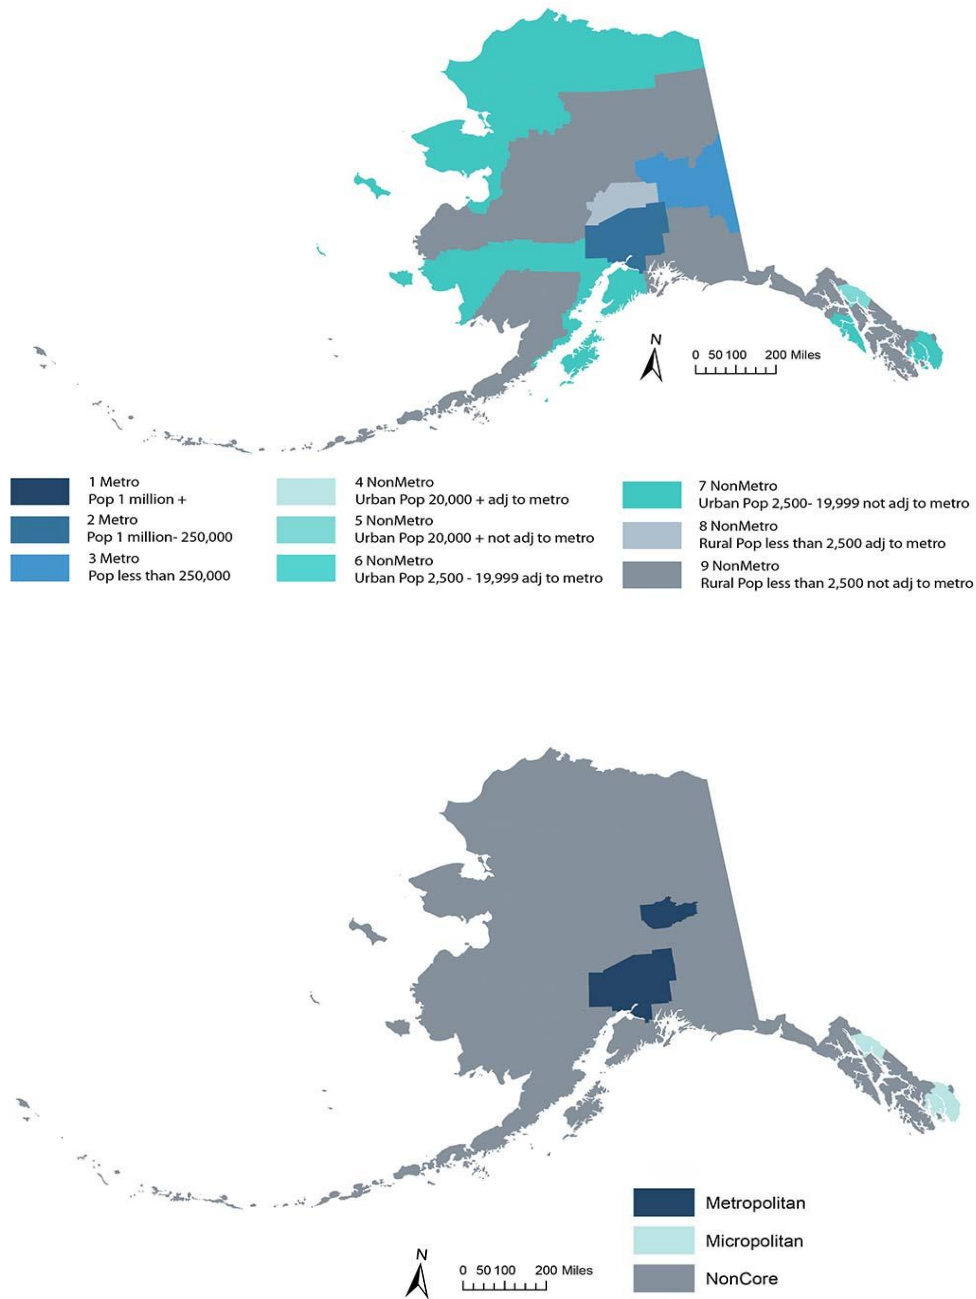 N
0 50 100 200 Miles
1 Metro
Pop 1 million +
2 Metro
Pop 1 million- 250,000
3 Metro
Pop less than 250,000
4 NonMetro
Urban Pop 20,000 + adj to metro
5 NonMetro
Urban Pop 20,000 + not adj to metro
6 NonMetro
Urban Pop 2,500 - 19,999 adj to metro
7 NonMetro
Urban Pop 2,500- 19,999 not adj to metro
8 NonMetro
Rural Pop less than 2,500 adj to metro
9 NonMetro
Rural Pop less than 2,500 not adj to metro
Metropolitan
Micropolitan
NonCore
N
0 50 100 200 Miles